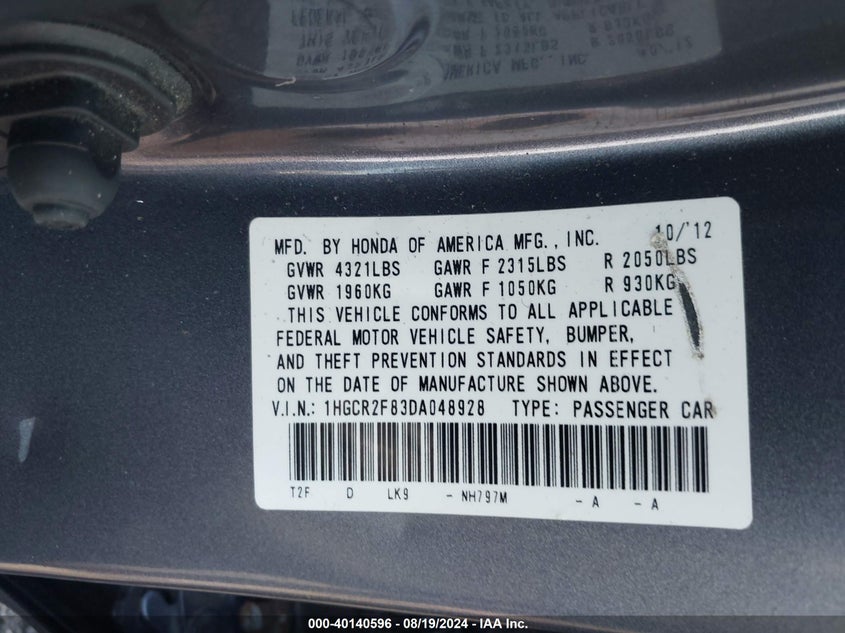 MFD. BY HONDA OF AMERICA MFG., INC. 10/'12
GVWR 4321LBS GAWR F 2315LBS R 2050LBS
GVWR 1960KG GAWR F 1050KG R 930KG
THIS VEHICLE CONFORMS TO ALL APPLICABLE
FEDERAL MOTOR VEHICLE SAFETY, BUMPER,
AND THEFT PREVENTION STANDARDS IN EFFECT
ON THE DATE OF MANUFACTURE SHOWN ABOVE.
V.I.N.: 1HGCR2F83DA048928 TYPE: PASSENGER CAR
T2F D LK9 - NH797M - A - A
000-40140596 - 08/19/2024 - IAA Inc.